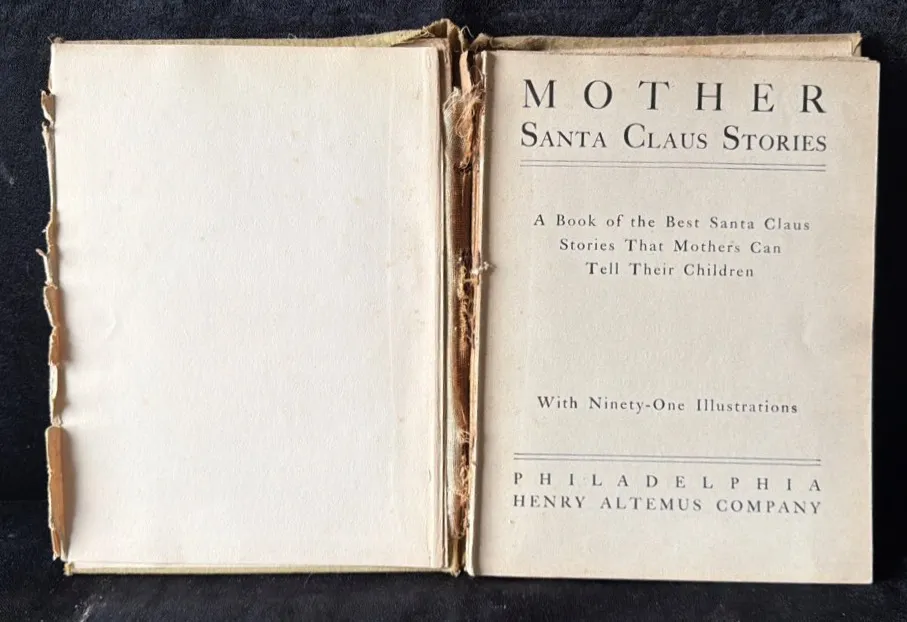 MOTHER
SANTA CLAUS STORIES
A Book of the Best Santa Claus
Stories That Mothers Can
Tell Their Children
With Ninety-One Illustrations
PHILADELPHIA
HENRY ALTEMUS COMPANY